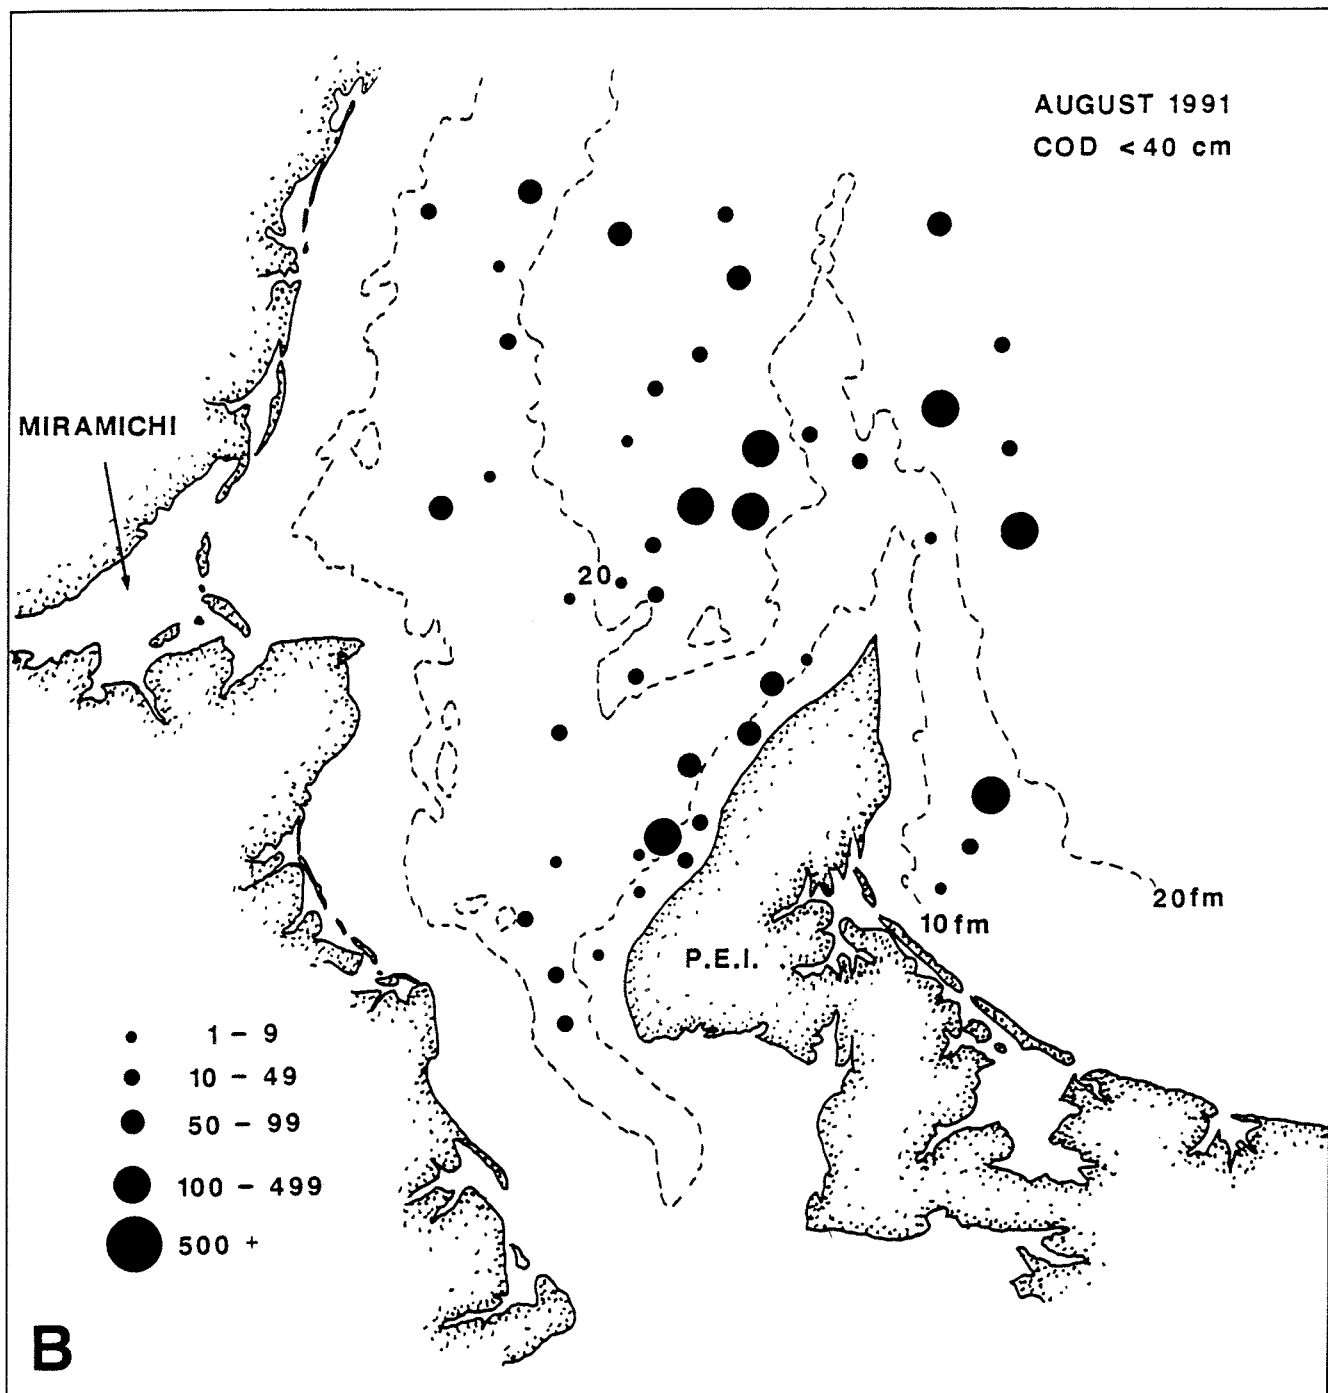 AUGUST 1991
COD < 40 cm
MIRAMICHI
20
20fm
10fm
P.E.I.
1 – 9
10 – 49
50 – 99
100 – 499
500 +
B